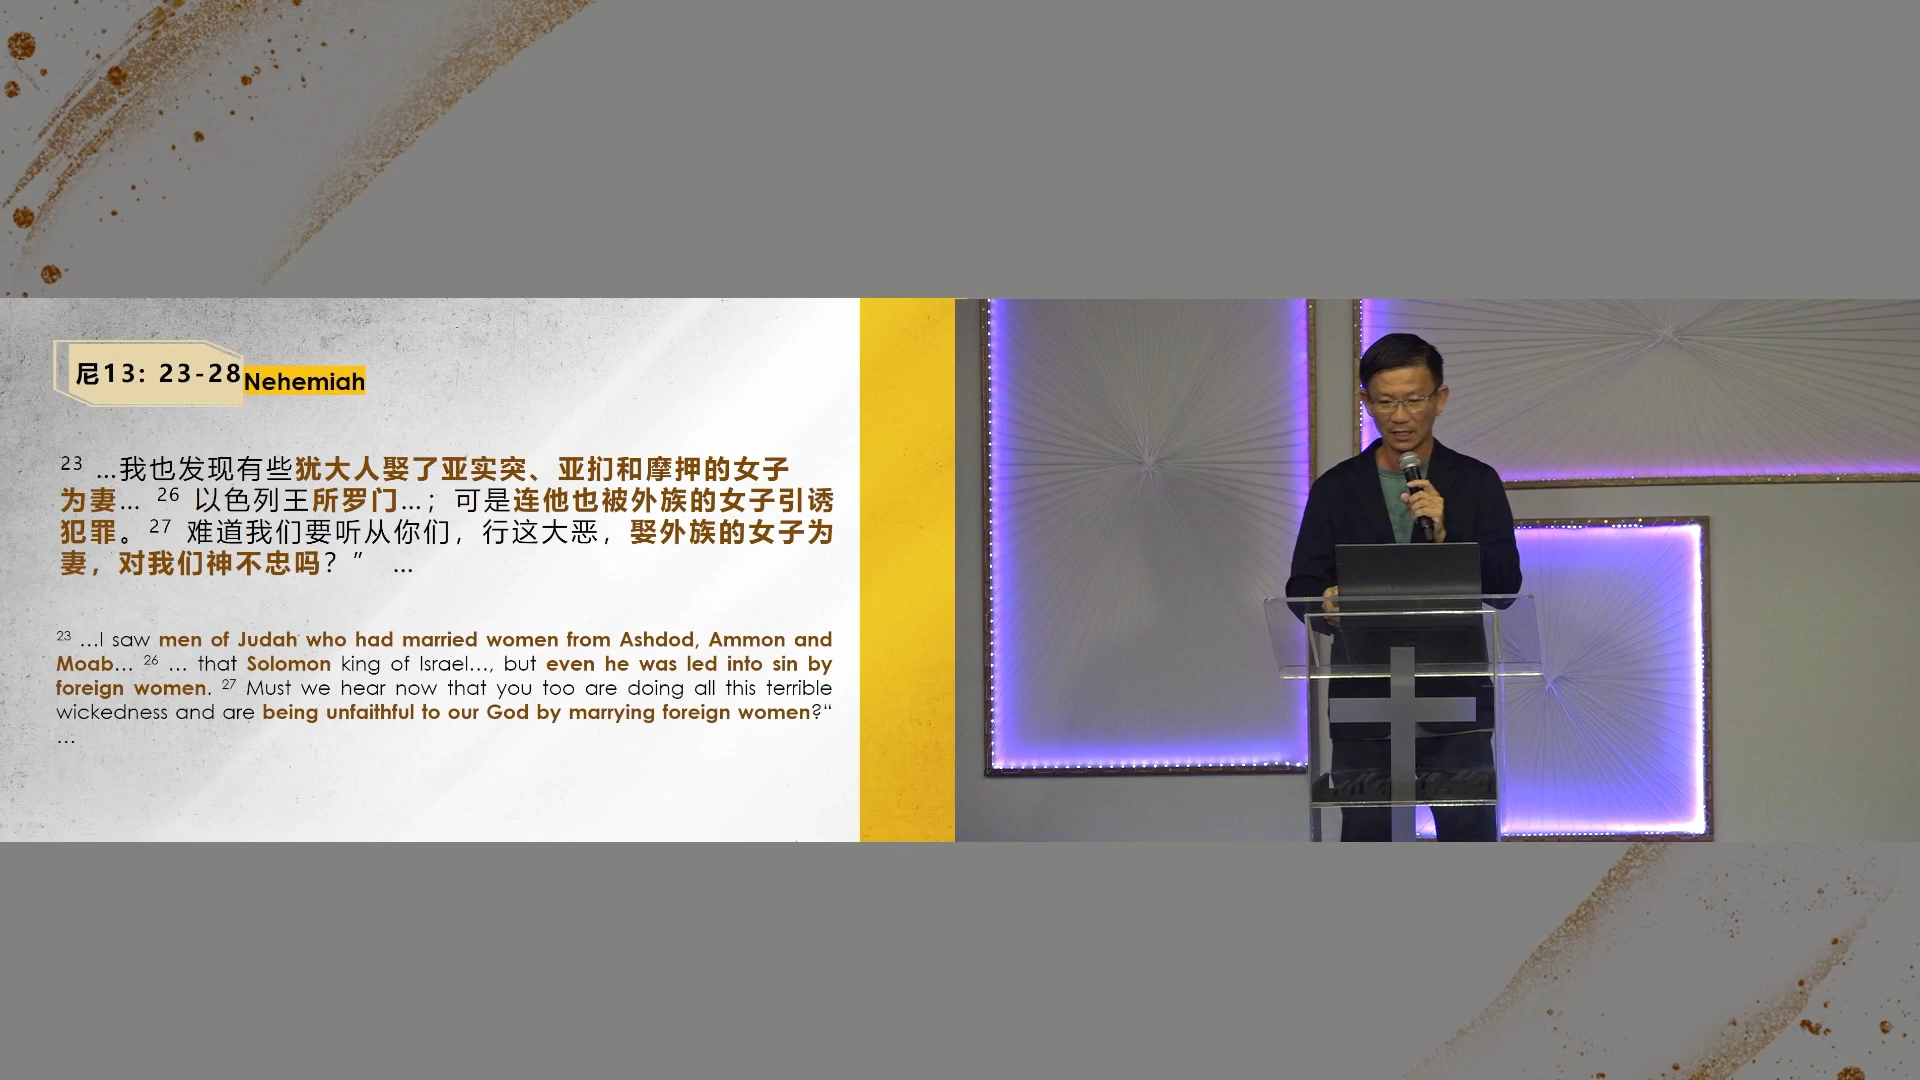 尼13: 23-28
Nehemiah
23 ...我也发现有些犹大人娶了亚实突、亚扪和摩押的女子
为妻... 26 以色列王所罗门...；可是连他也被外族的女子引诱
犯罪。27 难道我们要听从你们，行这大恶，娶外族的女子为
妻，对我们神不忠吗？” ...
23 ...I saw men of Judah who had married women from Ashdod, Ammon and
Moab... 26 ... that Solomon king of Israel..., but even he was led into sin by
foreign women. 27 Must we hear now that you too are doing all this terrible
wickedness and are being unfaithful to our God by marrying foreign women?“
...